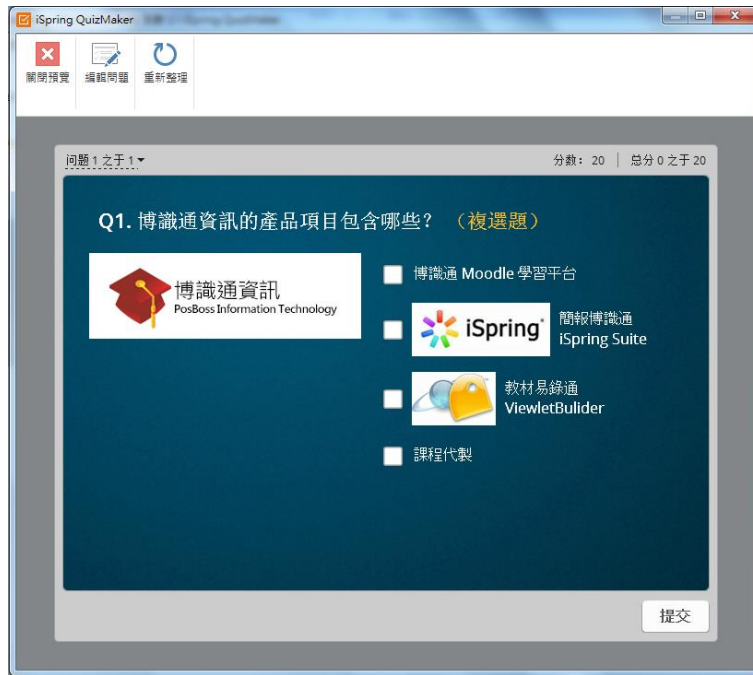 iSpring QuizMaker
關閉預覽
編輯問題
重新整理
问題 1 之于 1
分数: 20 | 总分 0 之于 20
Q1. 博識通資訊的產品項目包含哪些? (複選題)
博識通資訊
PosBoss Information Technology
博識通 Moodle 學習平台
iSpring
簡報博識通
iSpring Suite
教材易錄通
ViewletBulider
課程代製
提交